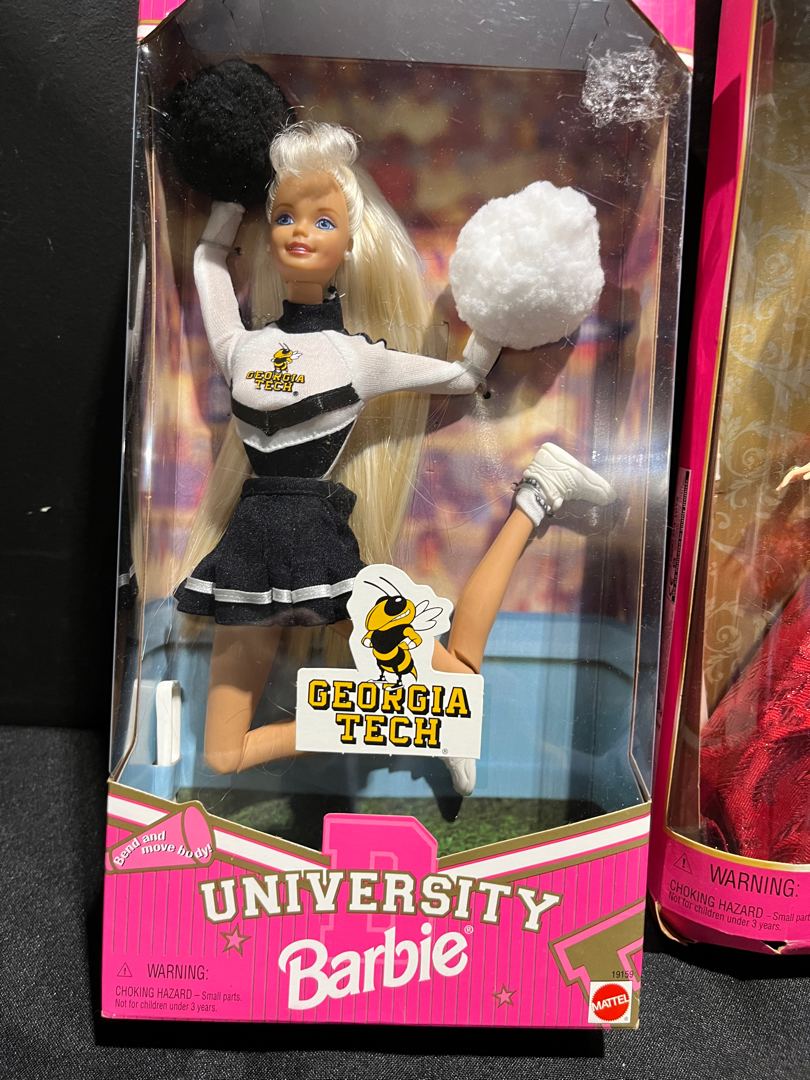 GEORGIA
TECH®
GEORGIA
TECH®
Bend and
move body!
B
UNIVERSITY
Barbie®
⚠ WARNING:
CHOKING HAZARD – Small parts.
Not for children under 3 years.
19159
MATTEL
⚠ WARNING:
CHOKING HAZARD – Small part
Not for children under 3 years.